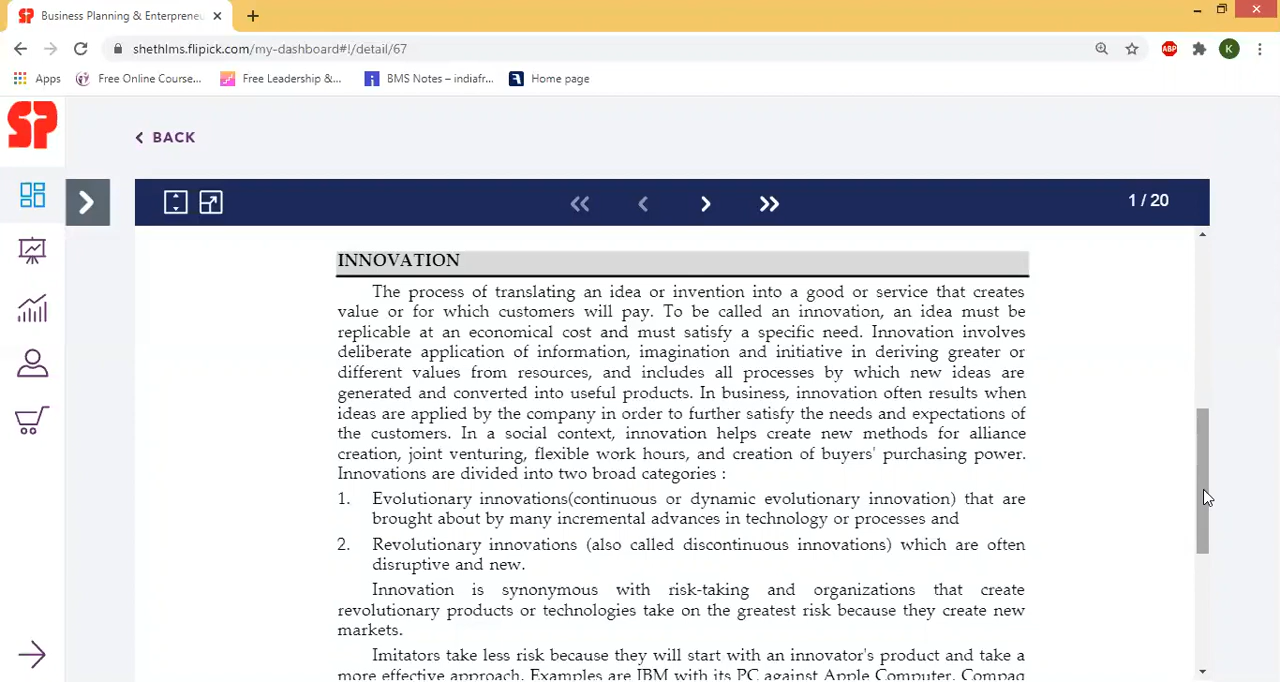 Business Planning & Enterpreneu
shethlms.flipick.com/my-dashboard#!/detail/67
ABP
K
Apps
Free Online Course...
Free Leadership &...
BMS Notes – indiafr...
Home page
SP
BACK
1 / 20
INNOVATION
The process of translating an idea or invention into a good or service that creates
value or for which customers will pay. To be called an innovation, an idea must be
replicable at an economical cost and must satisfy a specific need. Innovation involves
deliberate application of information, imagination and initiative in deriving greater or
different values from resources, and includes all processes by which new ideas are
generated and converted into useful products. In business, innovation often results when
ideas are applied by the company in order to further satisfy the needs and expectations of
the customers. In a social context, innovation helps create new methods for alliance
creation, joint venturing, flexible work hours, and creation of buyers' purchasing power.
Innovations are divided into two broad categories :
1. Evolutionary innovations(continuous or dynamic evolutionary innovation) that are
brought about by many incremental advances in technology or processes and
2. Revolutionary innovations (also called discontinuous innovations) which are often
disruptive and new.
Innovation is synonymous with risk-taking and organizations that create
revolutionary products or technologies take on the greatest risk because they create new
markets.
Imitators take less risk because they will start with an innovator's product and take a
more effective approach. Examples are IBM with its PC against Apple Computer, Compaq